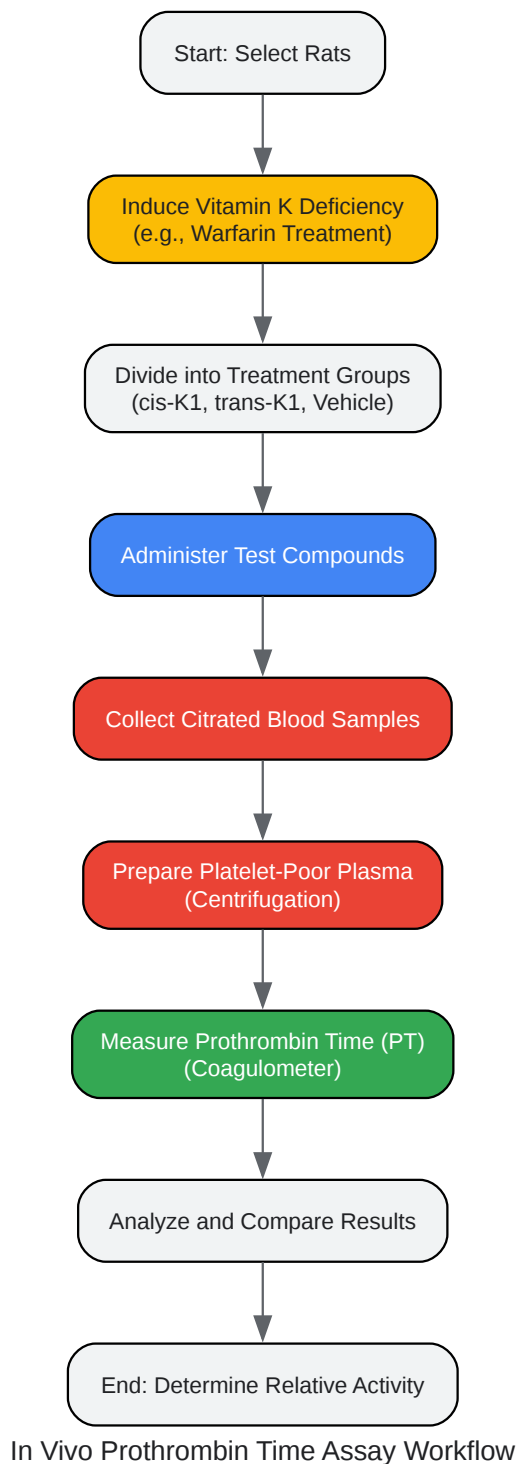 Start: Select Rats
Induce Vitamin K Deficiency
(e.g., Warfarin Treatment)
Divide into Treatment Groups
(cis-K1, trans-K1, Vehicle)
Administer Test Compounds
Collect Citrated Blood Samples
Prepare Platelet-Poor Plasma
(Centrifugation)
Measure Prothrombin Time (PT)
(Coagulometer)
Analyze and Compare Results
End: Determine Relative Activity
In Vivo Prothrombin Time Assay Workflow